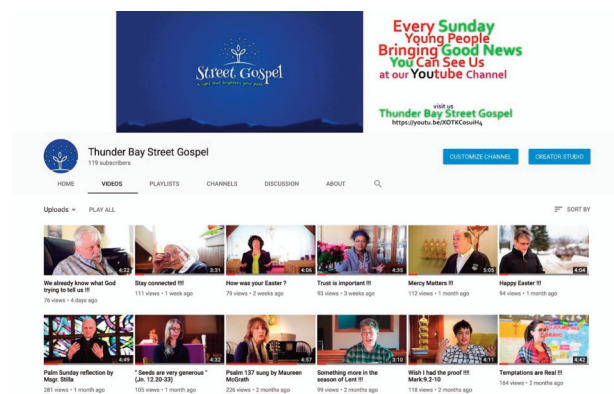 Street Gospel
A light that brightens your path
Every Sunday
Young People
Bringing Good News
You Can See Us
at our Youtube Channel
visit us
Thunder Bay Street Gospel
https://youtu.be/XOTKCosuiH4
Thunder Bay Street Gospel
119 subscribers
CUSTOMIZE CHANNEL
CREATOR STUDIO
HOME VIDEOS PLAYLISTS CHANNELS DISCUSSION ABOUT
Uploads PLAY ALL SORT BY
4:22 3:31 4:06 4:35 5:05 4:04
We already know what God
trying to tell us !!!
76 views • 4 days ago
Stay connected !!!!
111 views • 1 week ago
How was your Easter ?
79 views • 2 weeks ago
Trust is important !!!
93 views • 3 weeks ago
Mercy Matters !!!
112 views • 1 month ago
Happy Easter !!!
94 views • 1 month ago
4:49 4:32 4:57 3:10 4:11 4:42
Palm Sunday reflection by
Msgr. Stilla
281 views • 1 month ago
" Seeds are very generous "
(Jn. 12.20-33)
105 views • 1 month ago
Psalm 137 sung by Maureen
McGrath
226 views • 2 months ago
Something more in the
season of Lent !!!
99 views • 2 months ago
Wish I had the proof !!!!
Mark:9.2-10
118 views • 2 months ago
Temptations are Real !!!
164 views • 2 months ago